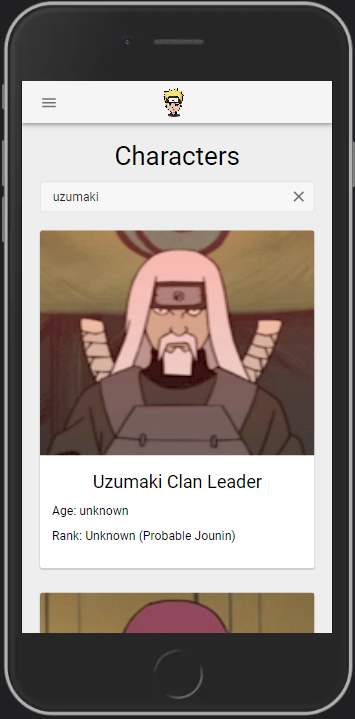 Characters
uzumaki
Uzumaki Clan Leader
Age: unknown
Rank: Unknown (Probable Jounin)